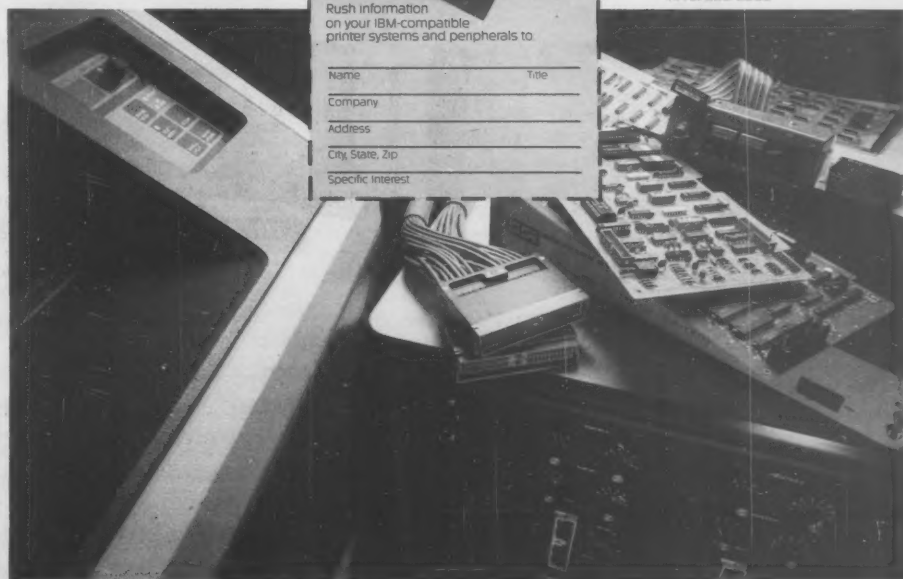 Rush information
on your IBM-compatible
printer systems and peripherals to:
Name Title
Company
Address
City, State, Zip
Specific Interest